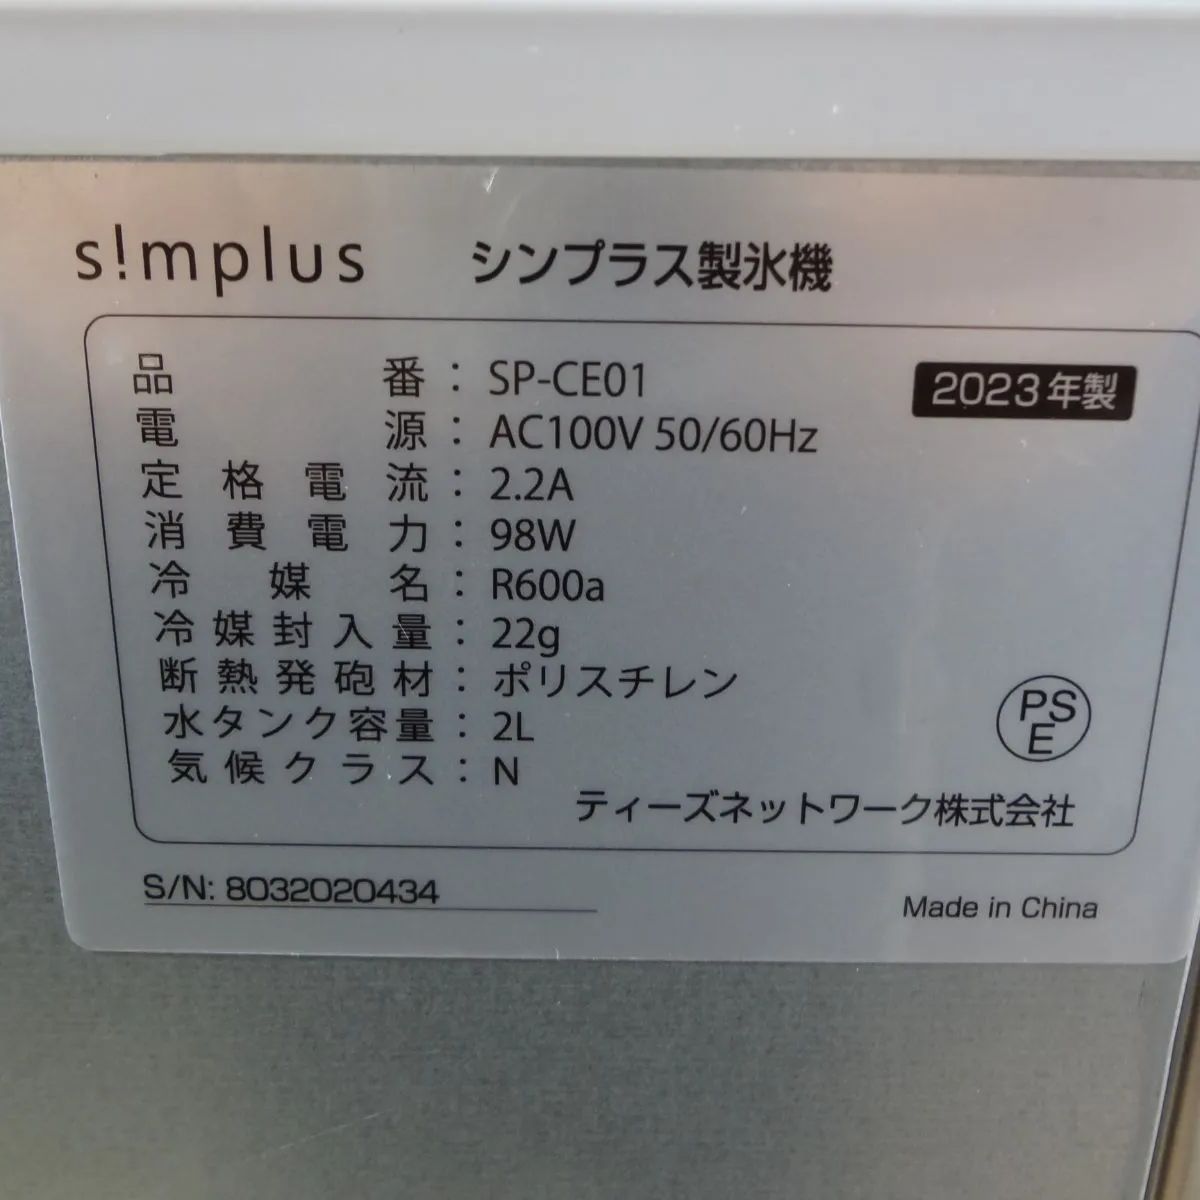 s!mplus シンプラス製氷機
品番：SP-CE01 2023年製
電源：AC100V 50/60Hz
定格電流：2.2A
消費電力：98W
冷媒名：R600a
冷媒封入量：22g
断熱発砲材：ポリスチレン
水タンク容量：2L
気候クラス：N
PS
E
ティーズネットワーク株式会社
S/N: 8032020434
Made in China